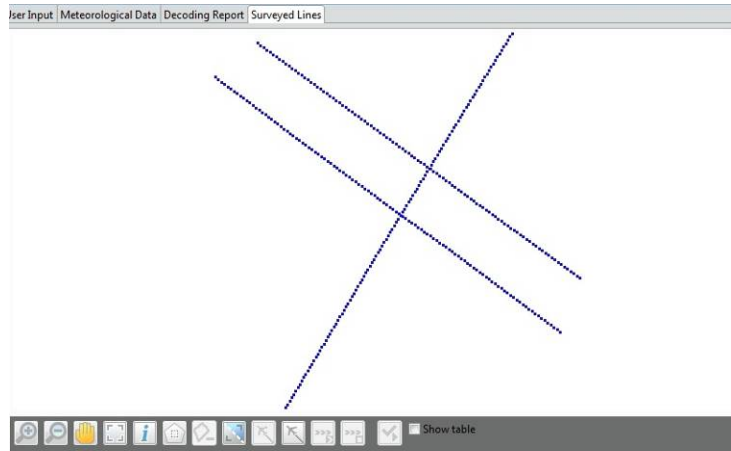 Jser Input Meteorological Data Decoding Report Surveyed Lines
Show table